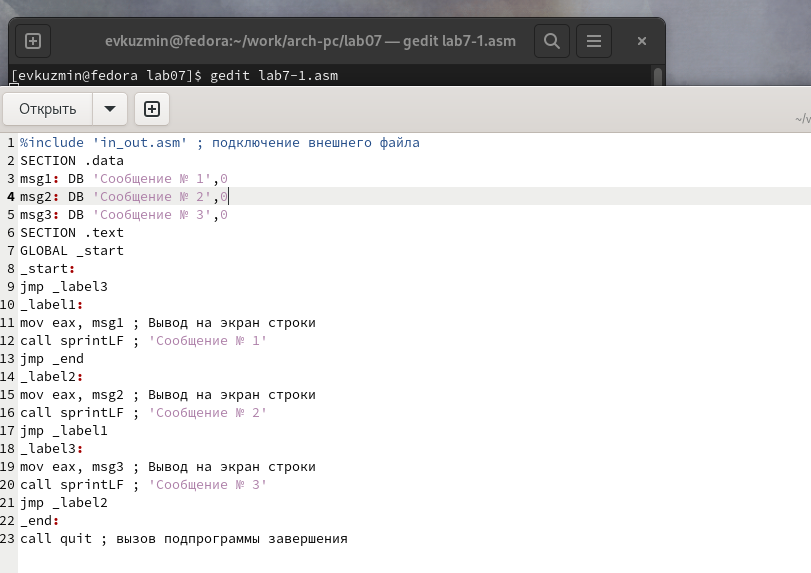 evkuzmin@fedora:~/work/arch-pc/lab07 — gedit lab7-1.asm
[evkuzmin@fedora lab07]$ gedit lab7-1.asm
Открыть
~/v
1 %include 'in_out.asm' ; подключение внешнего файла
2 SECTION .data
3 msg1: DB 'Сообщение № 1',0
4 msg2: DB 'Сообщение № 2',0
5 msg3: DB 'Сообщение № 3',0
6 SECTION .text
7 GLOBAL _start
8 _start:
9 jmp _label3
10 _label1:
11 mov eax, msg1 ; Вывод на экран строки
12 call sprintLF ; 'Сообщение № 1'
13 jmp _end
14 _label2:
15 mov eax, msg2 ; Вывод на экран строки
16 call sprintLF ; 'Сообщение № 2'
17 jmp _label1
18 _label3:
19 mov eax, msg3 ; Вывод на экран строки
20 call sprintLF ; 'Сообщение № 3'
21 jmp _label2
22 _end:
23 call quit ; вызов подпрограммы завершения